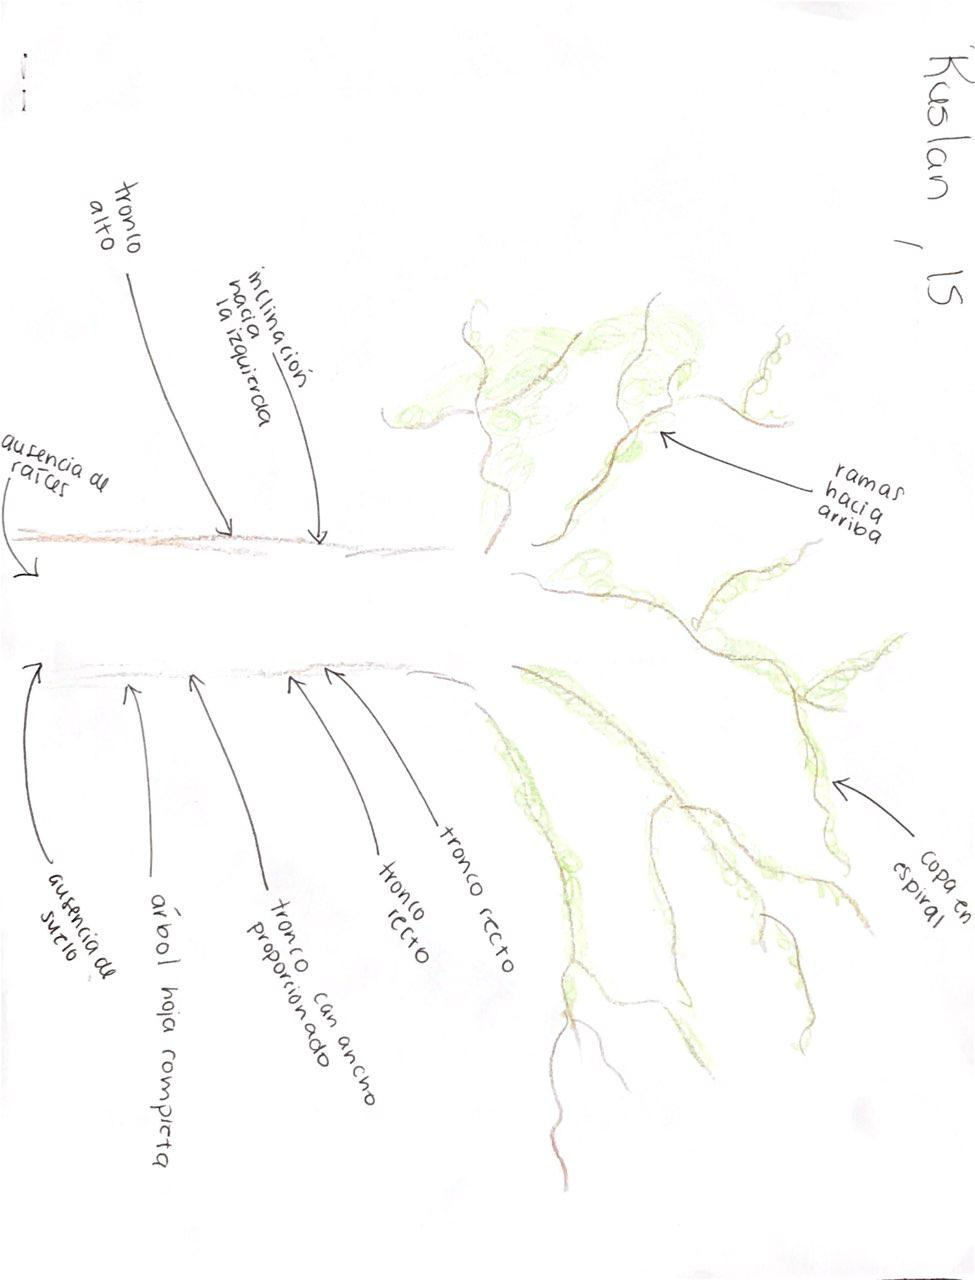 Kuslan, 15
ramas
hacia
arriba
copa en
espiral
inclinación
hacia
la izquierda
tronco
alto
ausencia de
raíces
tronco recto
tronco
recto
tronco con ancho
proporcionado
árbol hoja completa
ausencia de
suelo